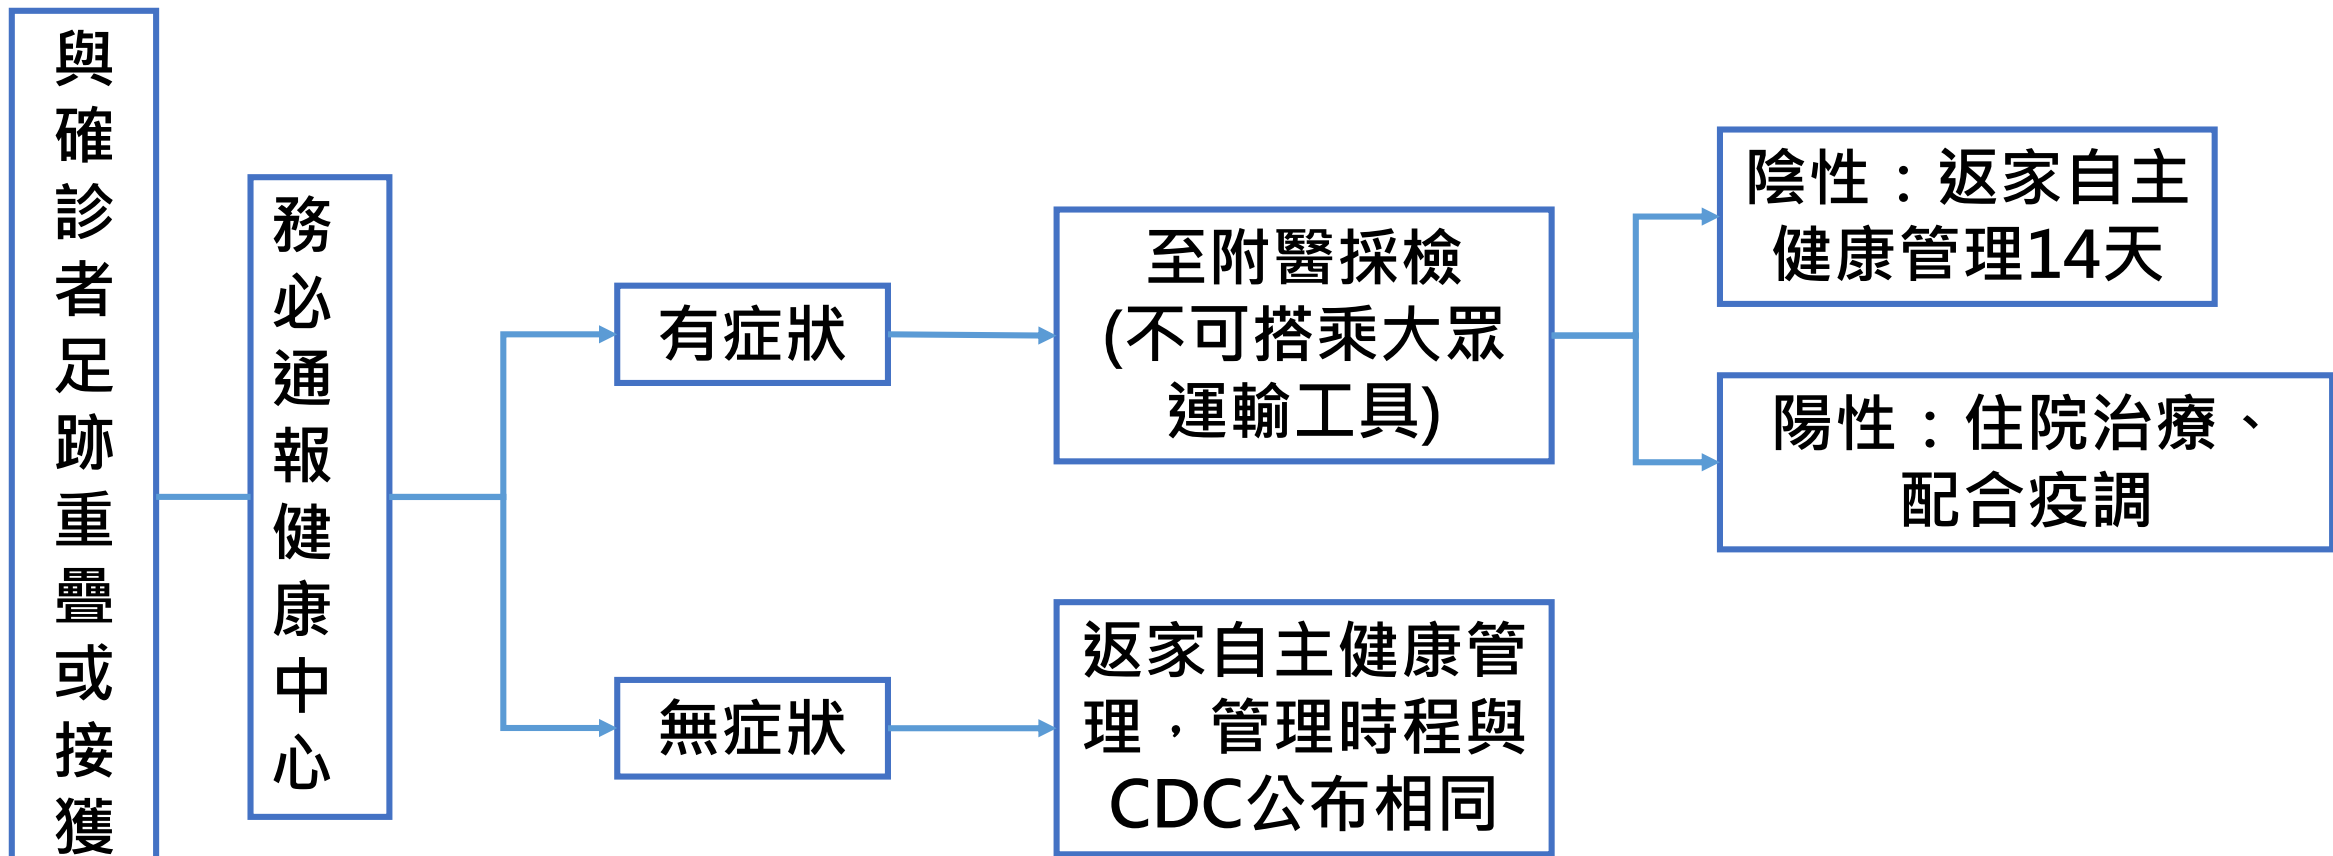 與確診者足跡重疊或接獲
務必通報健康中心
有症狀
至附醫採檢
(不可搭乘大眾
運輸工具)
陰性：返家自主
健康管理14天
陽性：住院治療、
配合疫調
無症狀
返家自主健康管
理，管理時程與
CDC公布相同